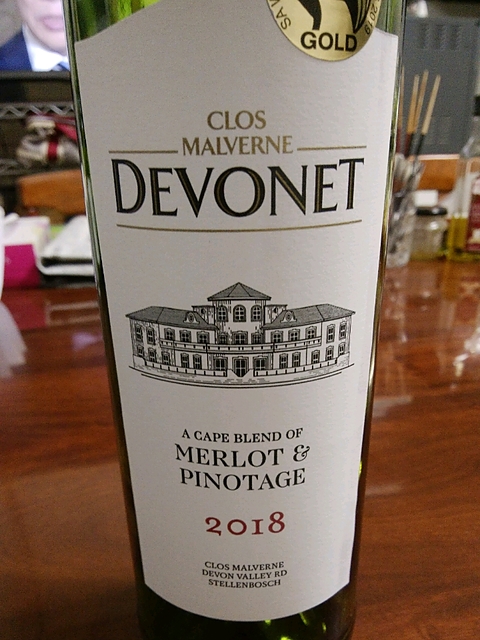 GOLD
CLOS
MALVERNE
DEVONET
A CAPE BLEND OF
MERLOT &
PINOTAGE
2018
CLOS MALVERNE
DEVON VALLEY RD
STELLENBOSCH